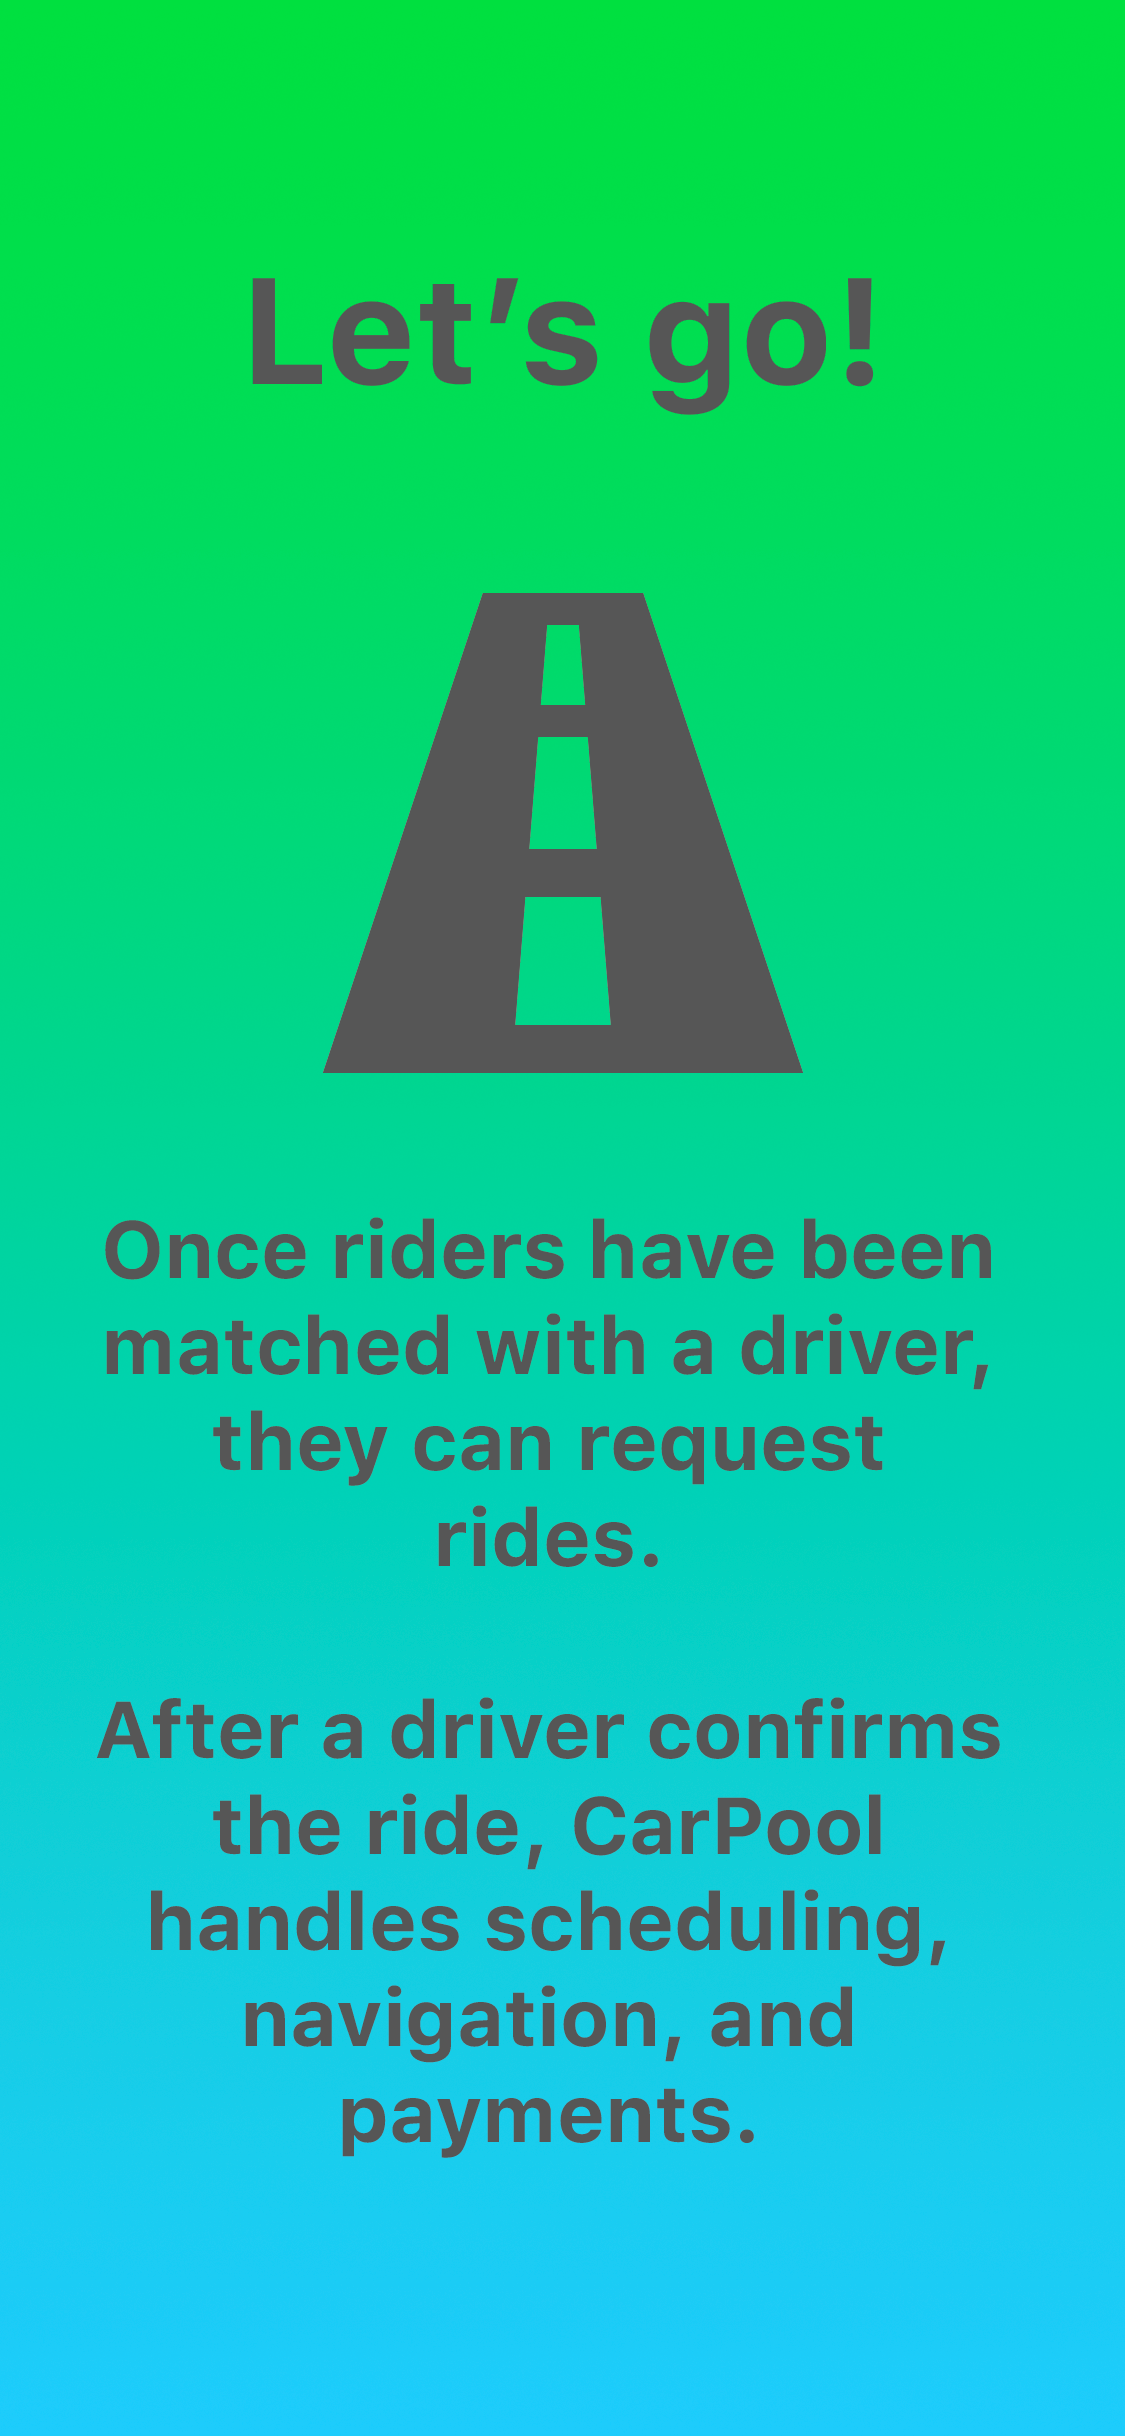 Let’s go!
Once riders have been
matched with a driver,
they can request
rides.
After a driver confirms
the ride, CarPool
handles scheduling,
navigation, and
payments.